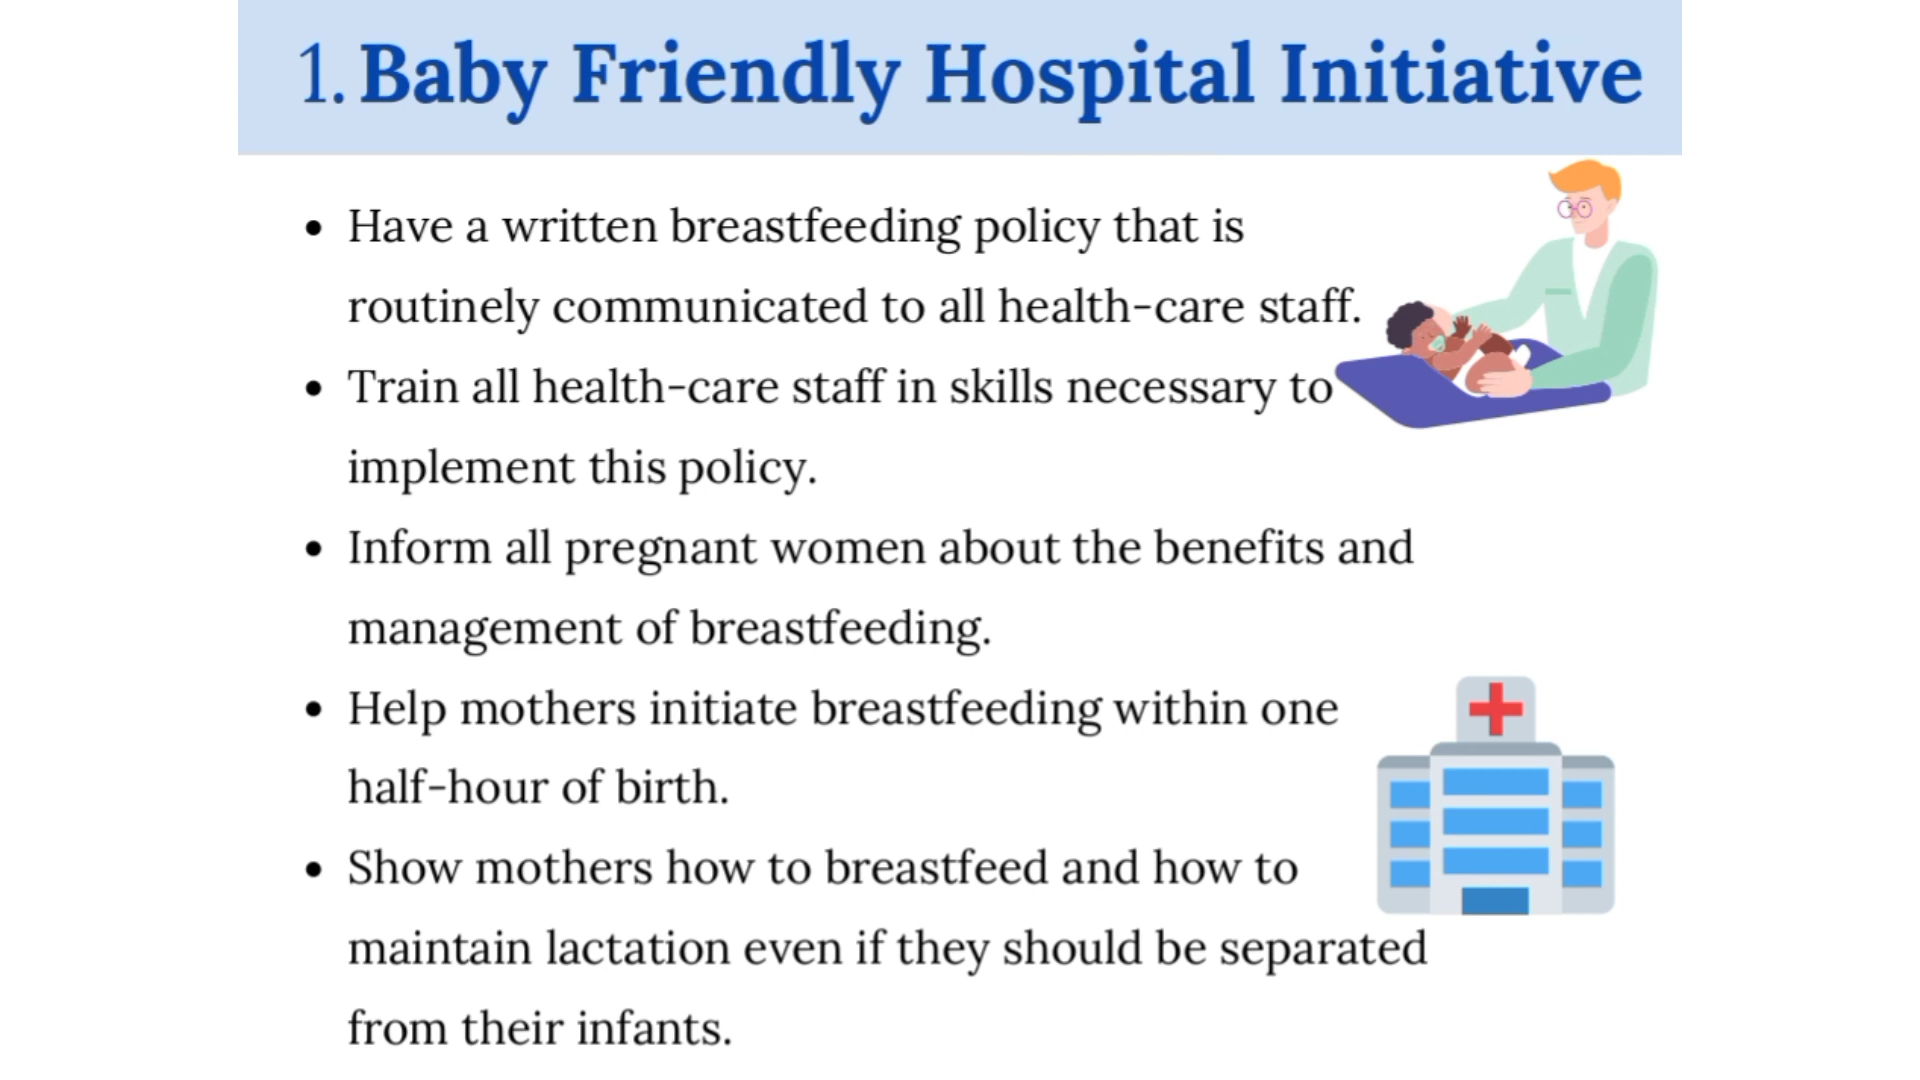 1. Baby Friendly Hospital Initiative
• Have a written breastfeeding policy that is
routinely communicated to all health-care staff.
• Train all health-care staff in skills necessary to
implement this policy.
• Inform all pregnant women about the benefits and
management of breastfeeding.
• Help mothers initiate breastfeeding within one
half-hour of birth.
• Show mothers how to breastfeed and how to
maintain lactation even if they should be separated
from their infants.